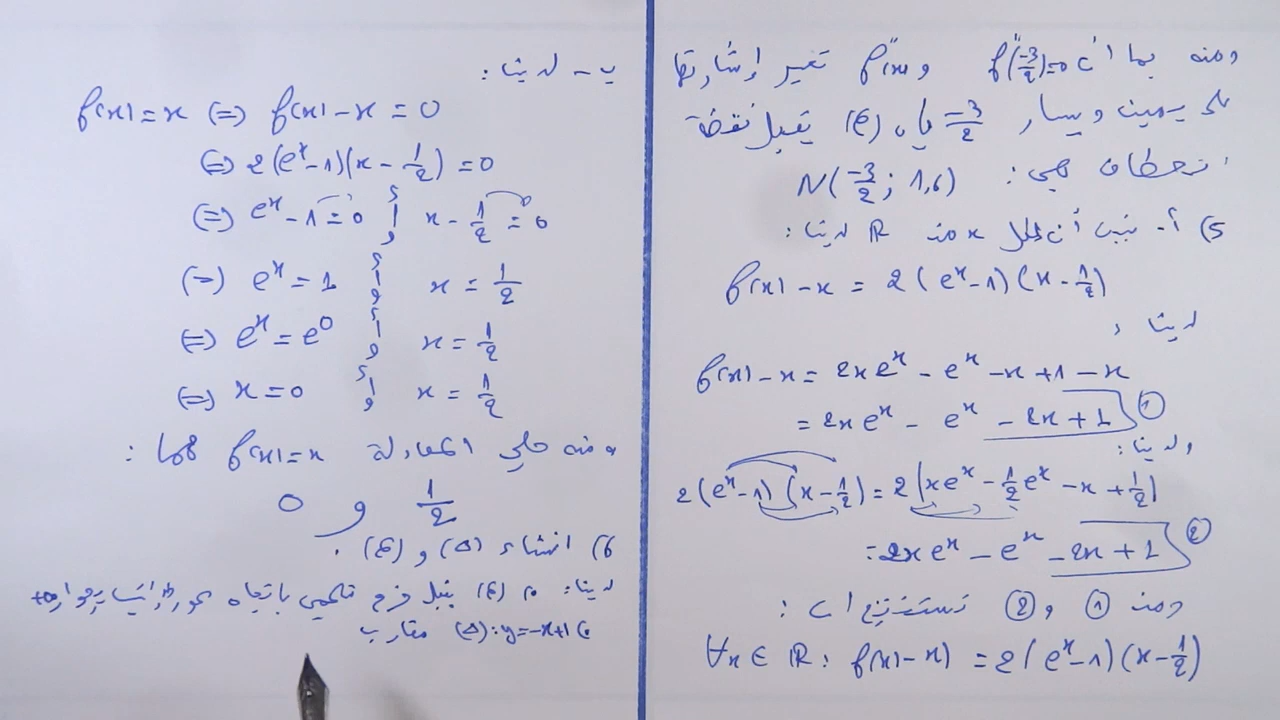 ومنه بما أن f"(-3/2)=0 و f"(x) تغير إشارتها
على يمين ويسار -3/2 فإن (C) يقبل نقطة
انعطاف هي: N(-3/2 ; 1,6)
5) أ- نبين أن لكل x من ℝ لدينا:
f(x) - x = 2(e^x - 1)(x - 1/2)
لدينا:
f(x) - x = 2x e^x - e^x - x + 1 - x
= 2x e^x - e^x - 2x + 1 ①
ولدينا:
2(e^x - 1)(x - 1/2) = 2(x e^x - 1/2 e^x - x + 1/2)
= 2x e^x - e^x - 2x + 1 ②
ومن ① و ② نستنتج أن:
∀x ∈ ℝ : f(x) - x) = 2(e^x - 1)(x - 1/2)
ب- لدينا:
f(x) = x ⇔ f(x) - x = 0
⇔ 2(e^x - 1)(x - 1/2) = 0
⇔ e^x - 1 = 0 أو x - 1/2 = 0
⇔ e^x = 1 أو x = 1/2
⇔ e^x = e^0 أو x = 1/2
⇔ x = 0 أو x = 1/2
ومنه حلي المعادلة f(x) = x هما:
1/2 و 0
6) انشاء (Δ) و (C).
لدينا: (C) يقبل فرع شلجمي باتجاه محور الأراتيب بجوار +∞
(Δ): y = -x + 1 مقارب